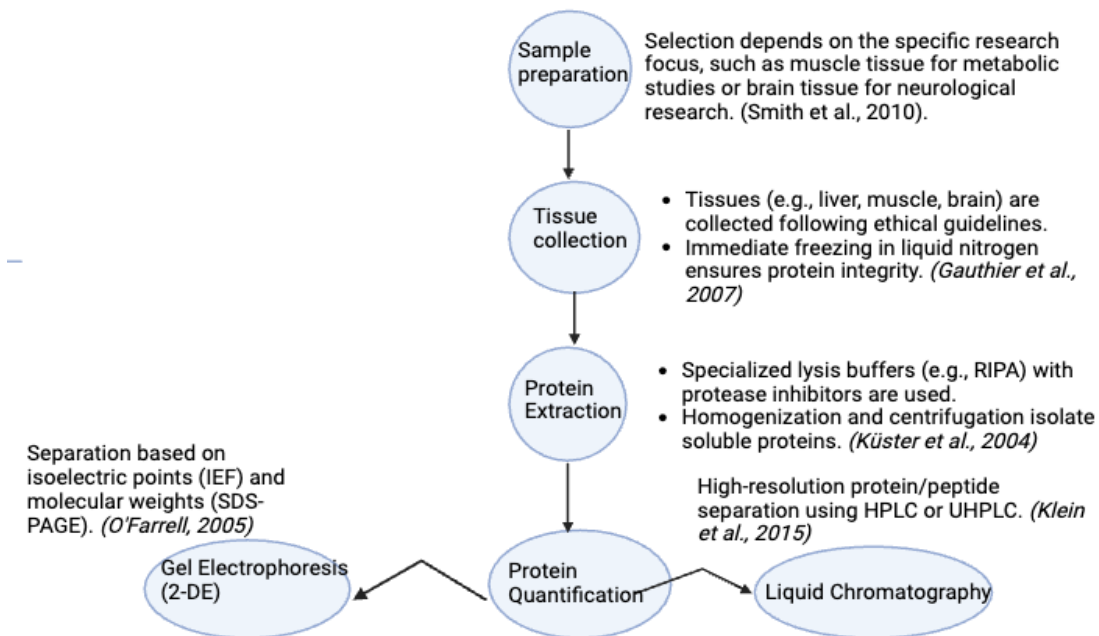 Sample
preparation
Selection depends on the specific research
focus, such as muscle tissue for metabolic
studies or brain tissue for neurological
research. (Smith et al., 2010).
Tissue
collection
• Tissues (e.g., liver, muscle, brain) are
collected following ethical guidelines.
• Immediate freezing in liquid nitrogen
ensures protein integrity. (Gauthier et al.,
2007)
Protein
Extraction
• Specialized lysis buffers (e.g., RIPA) with
protease inhibitors are used.
• Homogenization and centrifugation isolate
soluble proteins. (Küster et al., 2004)
Separation based on
isoelectric points (IEF) and
molecular weights (SDS-
PAGE). (O'Farrell, 2005)
High-resolution protein/peptide
separation using HPLC or UHPLC. (Klein
et al., 2015)
Gel Electrophoresis
(2-DE)
Protein
Quantification
Liquid Chromatography